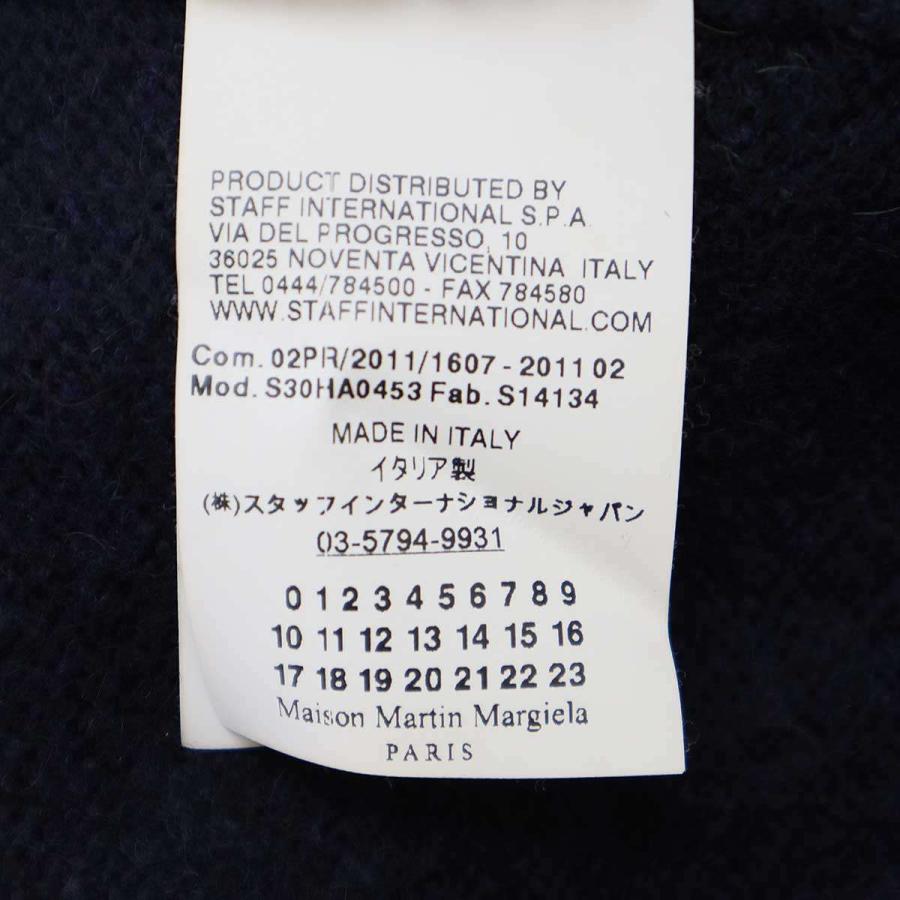 PRODUCT DISTRIBUTED BY
STAFF INTERNATIONAL S.P.A.
VIA DEL PROGRESSO, 10
36025 NOVENTA VICENTINA ITALY
TEL 0444/784500 - FAX 784580
WWW.STAFFINTERNATIONAL.COM
Com. 02PR/2011/1607 - 2011 02
Mod. S30HA0453 Fab. S14134
MADE IN ITALY
イタリア製
(株)スタッフインターナショナルジャパン
03-5794-9931
0 1 2 3 4 5 6 7 8 9
10 11 12 13 14 15 16
17 18 19 20 21 22 23
Maison Martin Margiela
PARIS